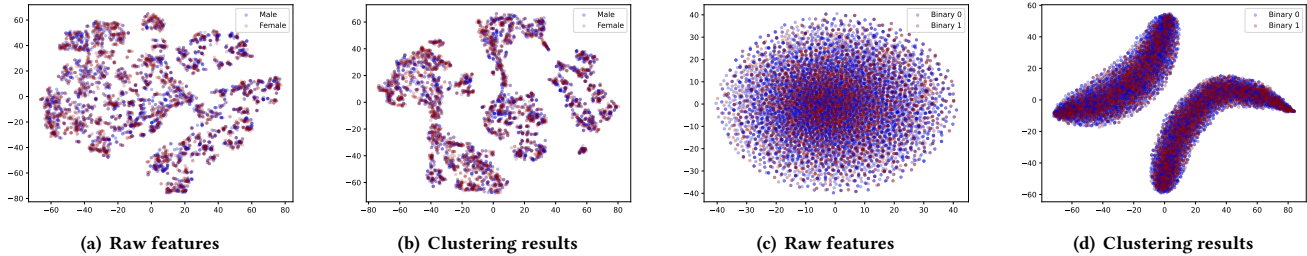 Male
Female
60
40
20
0
−20
−40
−60
−80
−60 −40 −20 0 20 40 60 80
(a) Raw features
Male
Female
60
40
20
0
−20
−40
−60
−80 −60 −40 −20 0 20 40 60 80
(b) Clustering results
Binary 0
Binary 1
40
30
20
10
0
−10
−20
−30
−40
−40 −30 −20 −10 0 10 20 30 40
(c) Raw features
Binary 0
Binary 1
60
40
20
0
−20
−40
−60
−60 −40 −20 0 20 40 60 80
(d) Clustering results